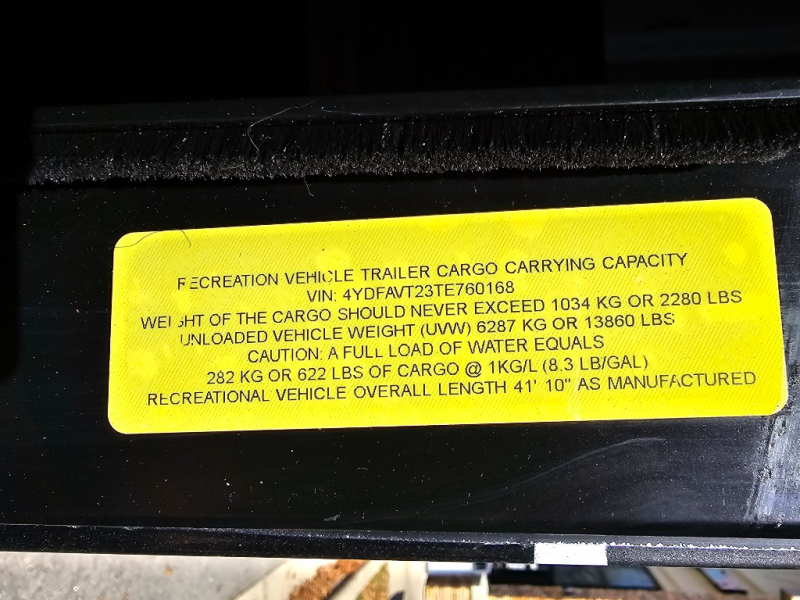 RECREATION VEHICLE TRAILER CARGO CARRYING CAPACITY
VIN: 4YDFAVT23TE760168
WEIGHT OF THE CARGO SHOULD NEVER EXCEED 1034 KG OR 2280 LBS
UNLOADED VEHICLE WEIGHT (UVW) 6287 KG OR 13860 LBS
CAUTION: A FULL LOAD OF WATER EQUALS
282 KG OR 622 LBS OF CARGO @ 1KG/L (8.3 LB/GAL)
RECREATIONAL VEHICLE OVERALL LENGTH 41' 10" AS MANUFACTURED